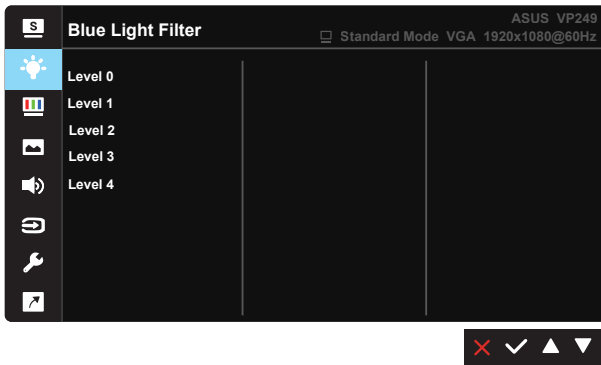 S
Blue Light Filter
ASUS VP249
Standard Mode VGA 1920x1080@60Hz
Level 0
Level 1
Level 2
Level 3
Level 4